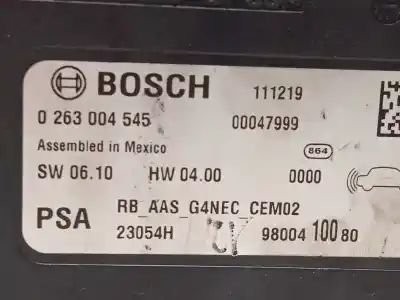 BOSCH 111219
0 263 004 545 00047999
Assembled in Mexico 864
SW 06.10 HW 04.00 0000
PSA RB_AAS_G4NEC_CEM02
23054H 98004 100 80